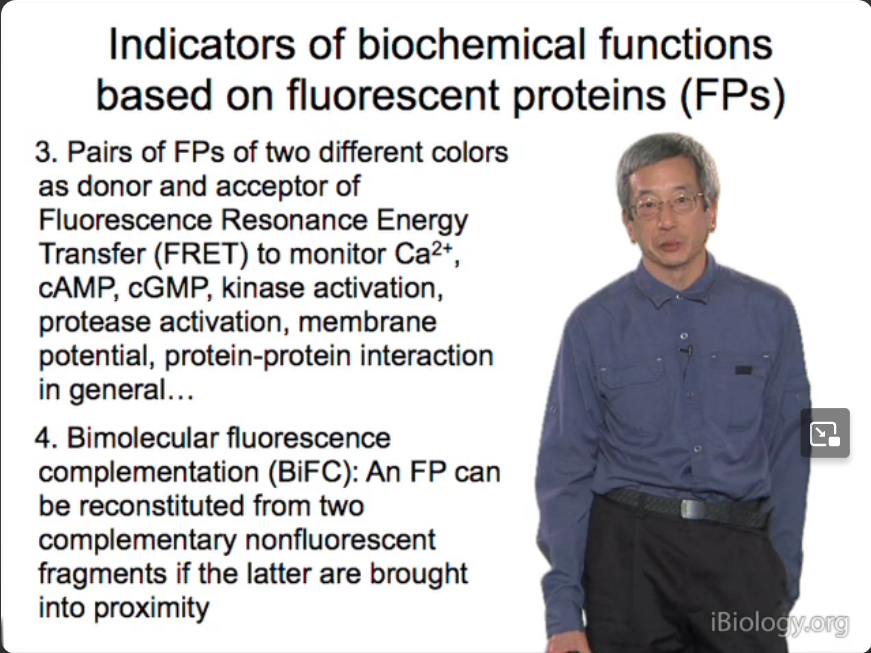 Indicators of biochemical functions
based on fluorescent proteins (FPs)
3. Pairs of FPs of two different colors
as donor and acceptor of
Fluorescence Resonance Energy
Transfer (FRET) to monitor Ca²⁺,
cAMP, cGMP, kinase activation,
protease activation, membrane
potential, protein-protein interaction
in general…
4. Bimolecular fluorescence
complementation (BiFC): An FP can
be reconstituted from two
complementary nonfluorescent
fragments if the latter are brought
into proximity
iBiology.org